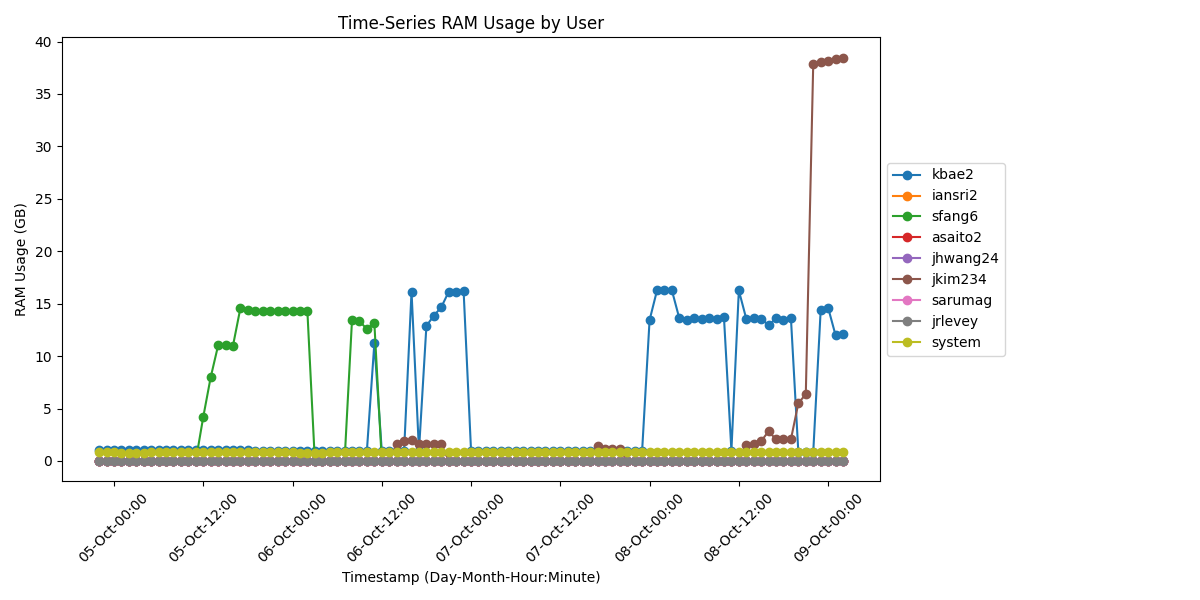 Time-Series RAM Usage by User
40
35
30
25
20
15
10
5
0
RAM Usage (GB)
05-Oct-00:00
05-Oct-12:00
06-Oct-00:00
06-Oct-12:00
07-Oct-00:00
07-Oct-12:00
08-Oct-00:00
08-Oct-12:00
09-Oct-00:00
Timestamp (Day-Month-Hour:Minute)
kbae2
iansri2
sfang6
asaito2
jhwang24
jkim234
sarumag
jrlevey
system